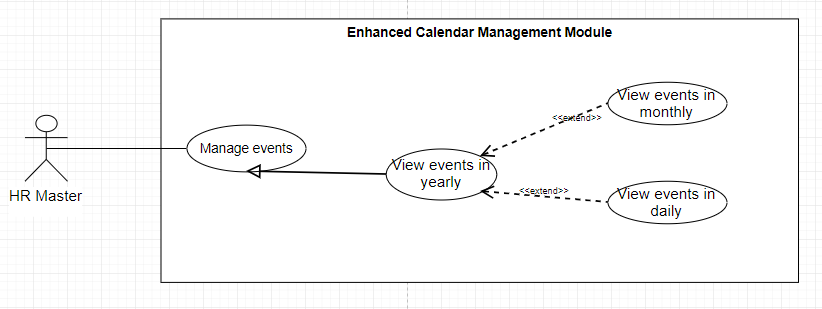 Enhanced Calendar Management Module
View events in
monthly
<<extend>>
Manage events
View events in
yearly
<<extend>>
View events in
daily
HR Master